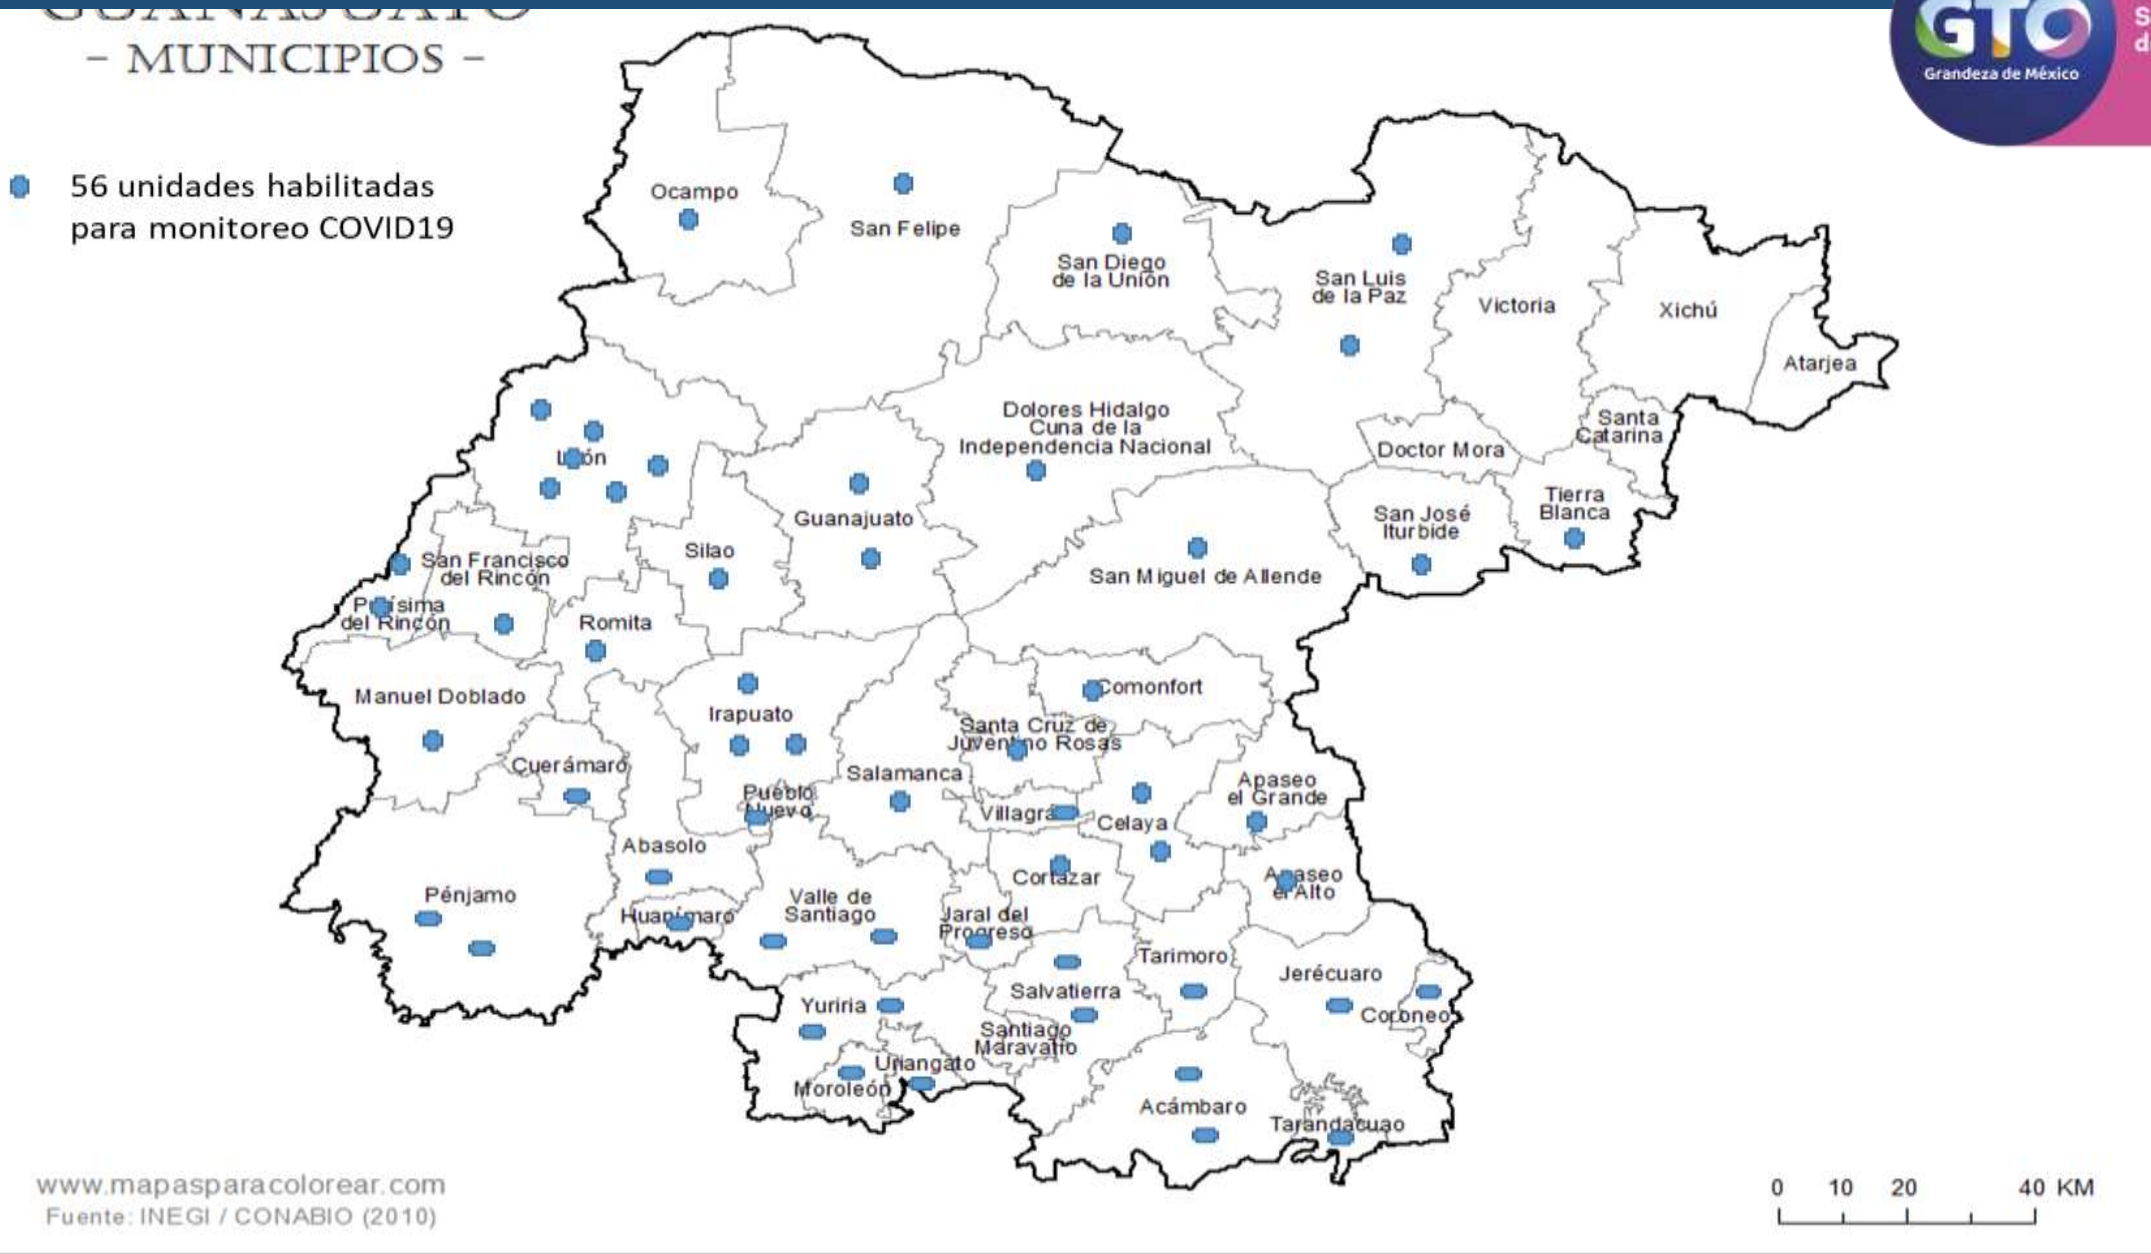 GUANAJUATO
– MUNICIPIOS –
GTO
Grandeza de México
S
d
56 unidades habilitadas
para monitoreo COVID19
Ocampo
San Felipe
San Diego
de la Unión
San Luis
de la Paz
Victoria
Xichú
Atarjea
Dolores Hidalgo
Cuna de la
Independencia Nacional
Doctor Mora
Santa
Catarina
León
Guanajuato
San José
Iturbide
Tierra
Blanca
Silao
San Miguel de Allende
San Francisco
del Rincón
Purísima
del Rincón
Romita
Manuel Doblado
Irapuato
Comonfort
Santa Cruz de
Juventino Rosas
Cuerámaro
Salamanca
Pueblo
Nuevo
Villagrán
Celaya
Apaseo
el Grande
Abasolo
Cortazar
Apaseo
el Alto
Pénjamo
Huanímaro
Valle de
Santiago
Jaral del
Progreso
Tarimoro
Jerécuaro
Salvatierra
Coroneo
Yuriria
Santiago
Maravatío
Uriangato
Moroleón
Acámbaro
Tarandacuao
www.mapasparacolorear.com
Fuente: INEGI / CONABIO (2010)
0 10 20 40 KM